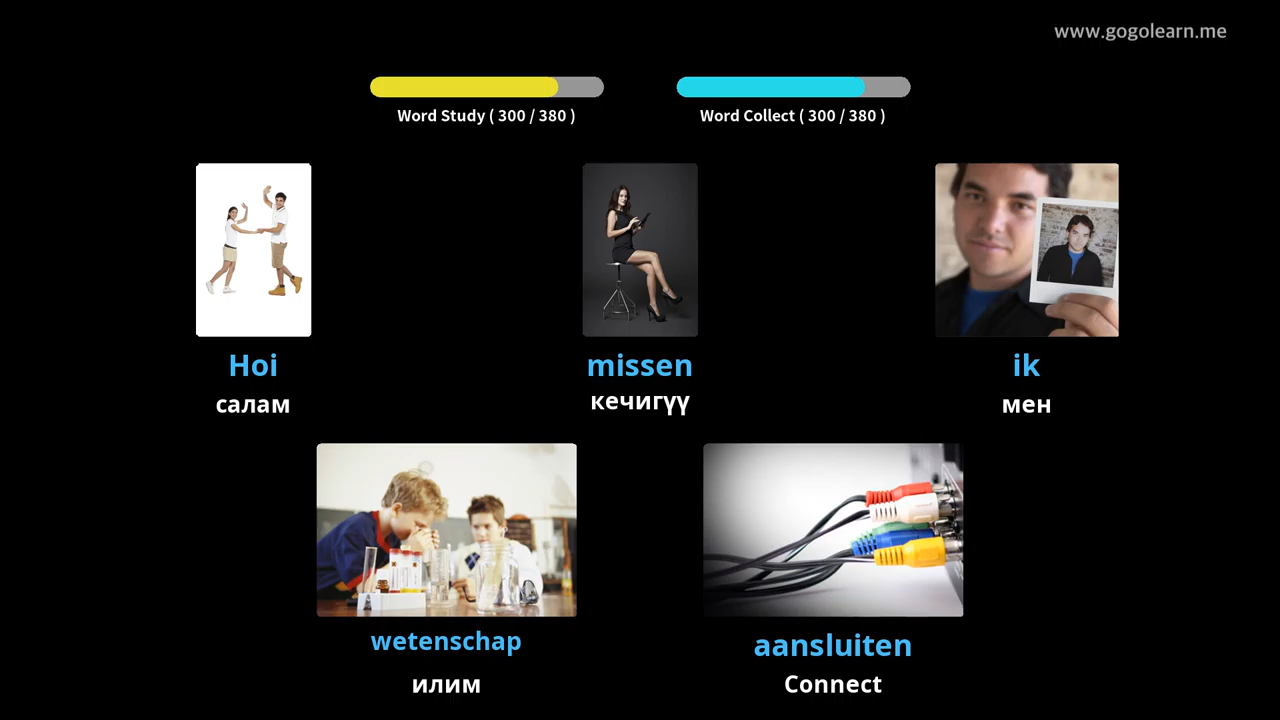 www.gogolearn.me
Word Study ( 300 / 380 )
Word Collect ( 300 / 380 )
Hoi
салам
missen
кечигүү
ik
мен
wetenschap
илим
aansluiten
Connect